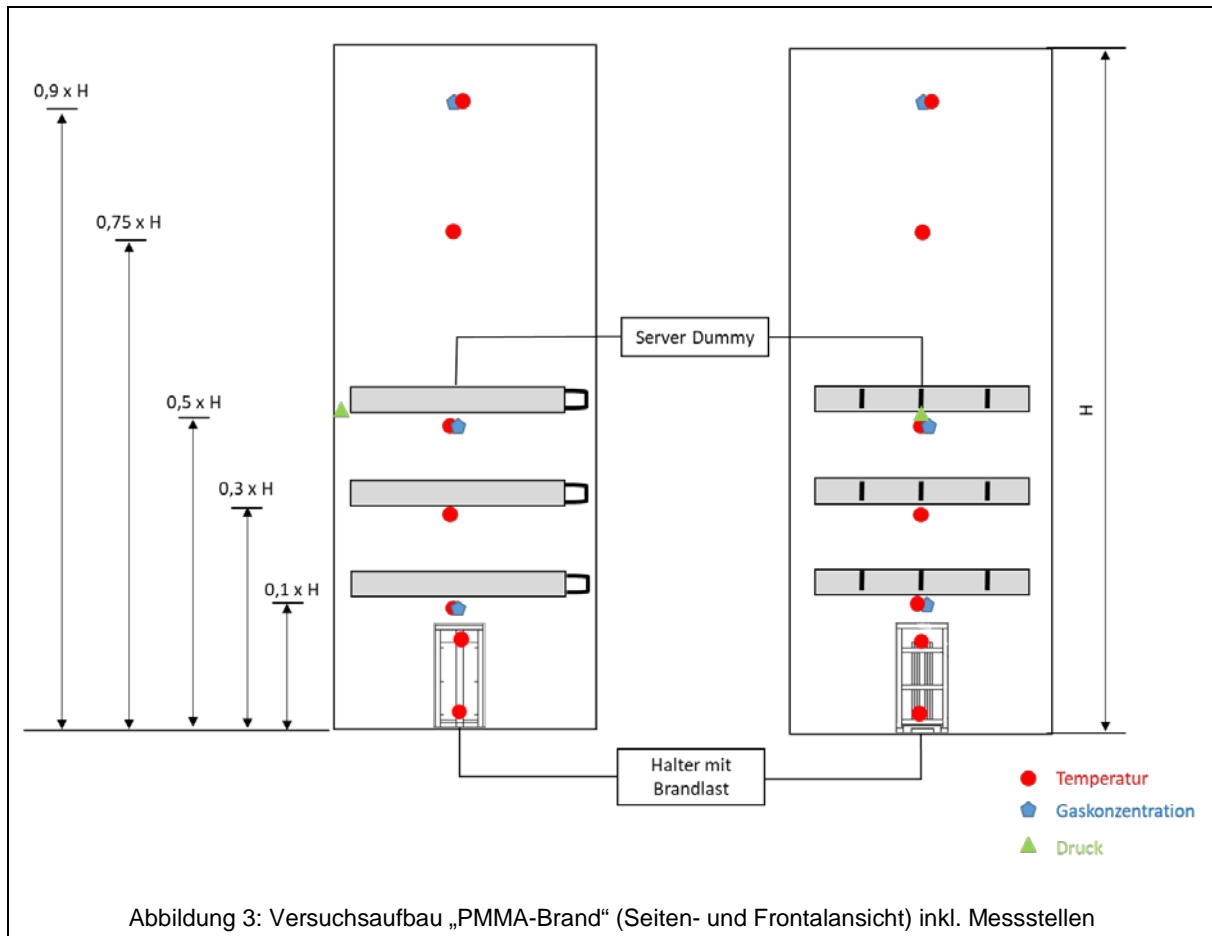 0,9 x H
0,75 x H
0,5 x H
0,3 x H
0,1 x H
Server Dummy
H
Halter mit
Brandlast
Temperatur
Gaskonzentration
Druck
Abbildung 3: Versuchsaufbau „PMMA-Brand“ (Seiten- und Frontalansicht) inkl. Messstellen